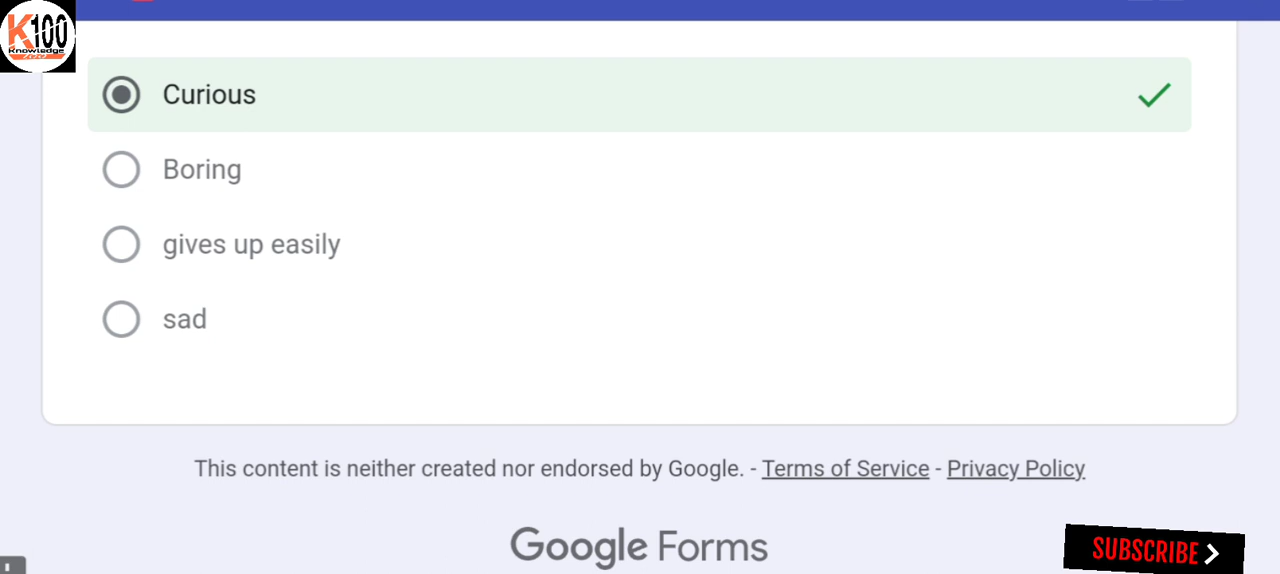 K100
Knowledge
Curious
Boring
gives up easily
sad
This content is neither created nor endorsed by Google. - Terms of Service - Privacy Policy
Google Forms
SUBSCRIBE